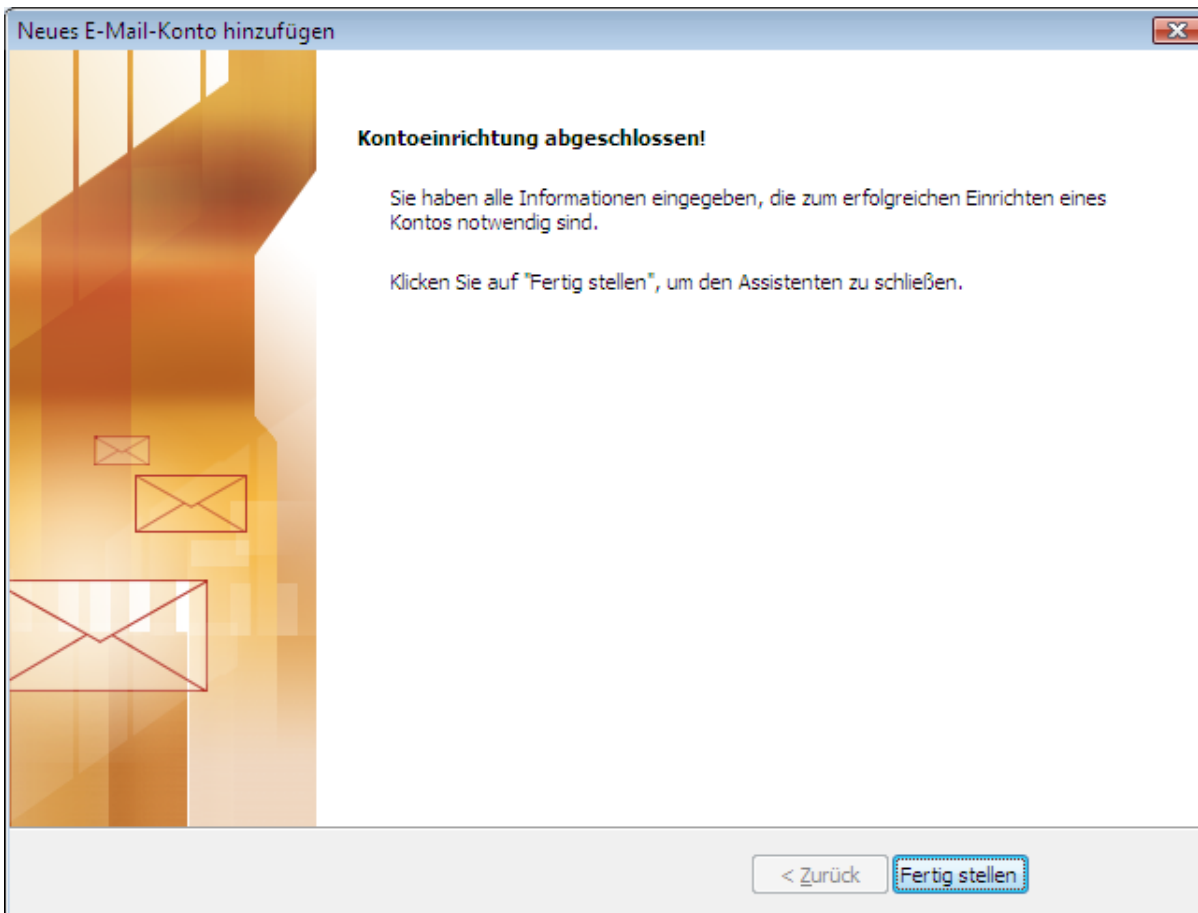 Neues E-Mail-Konto hinzufügen
Kontoeinrichtung abgeschlossen!
Sie haben alle Informationen eingegeben, die zum erfolgreichen Einrichten eines
Kontos notwendig sind.
Klicken Sie auf "Fertig stellen", um den Assistenten zu schließen.
< Zurück
Fertig stellen